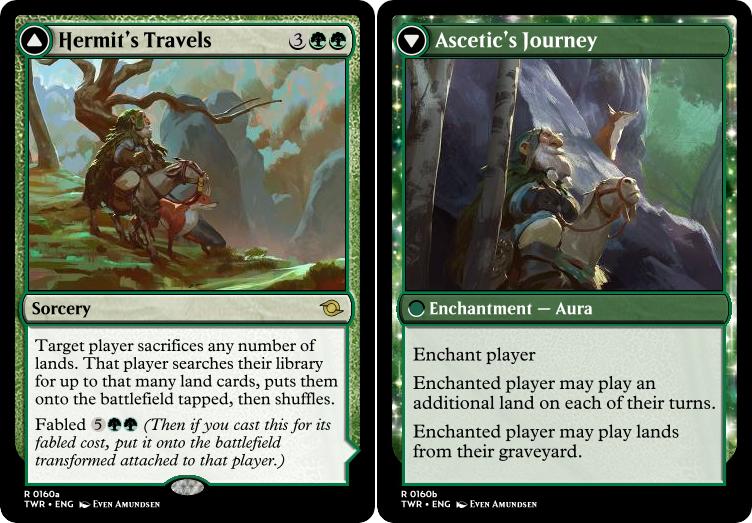 Hermit's Travels 3
Sorcery
Target player sacrifices any number of
lands. That player searches their library
for up to that many land cards, puts them
onto the battlefield tapped, then shuffles.
Fabled 5 (Then if you cast this for its
fabled cost, put it onto the battlefield
transformed attached to that player.)
R 0160a
TWR • ENG Even Amundsen
Ascetic's Journey
Enchantment — Aura
Enchant player
Enchanted player may play an
additional land on each of their turns.
Enchanted player may play lands
from their graveyard.
R 0160b
TWR • ENG Even Amundsen